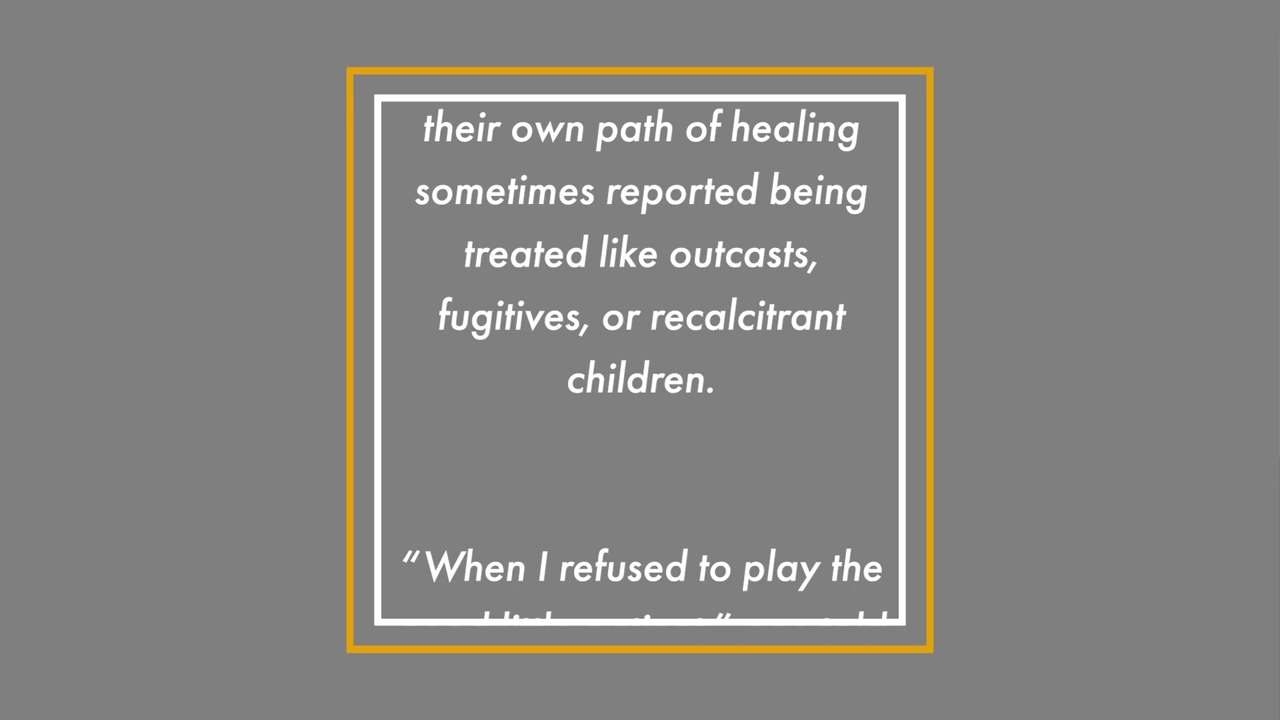 their own path of healing
sometimes reported being
treated like outcasts,
fugitives, or recalcitrant
children.
“When I refused to play the